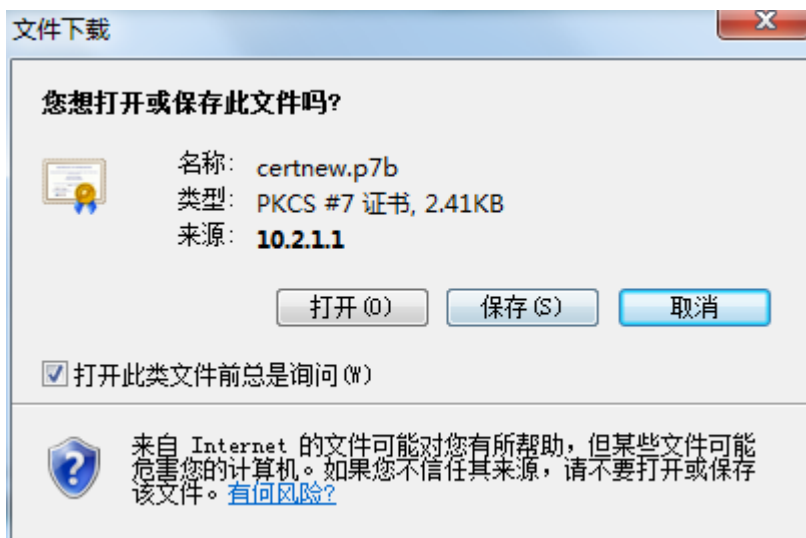 文件下载
您想打开或保存此文件吗?
名称: certnew.p7b
类型: PKCS #7 证书, 2.41KB
来源: 10.2.1.1
打开(O) 保存(S) 取消
打开此类文件前总是询问(W)
来自 Internet 的文件可能对您有所帮助，但某些文件可能
危害您的计算机。如果您不信任其来源，请不要打开或保存
该文件。有何风险?